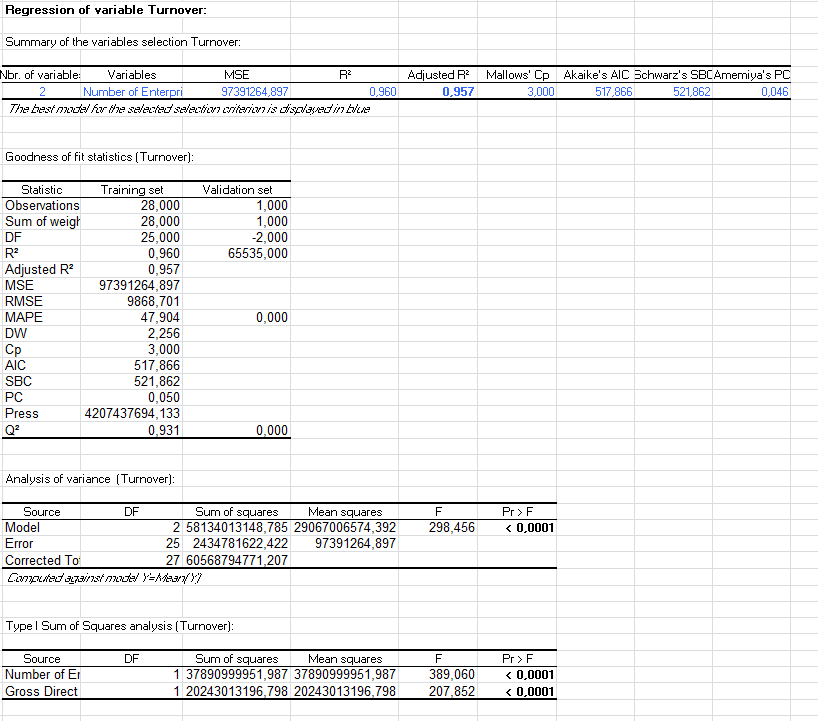 Regression of variable Turnover:
Summary of the variables selection Turnover:
Nbr. of variable: Variables MSE R² Adjusted R² Mallows' Cp Akaike's AIC Schwarz's SBC Amemiya's PC
2 Number of Enterpri 97391264,897 0,960 0,957 3,000 517,866 521,862 0,046
The best model for the selected selection criterion is displayed in blue
Goodness of fit statistics (Turnover):
Statistic Training set Validation set
Observations 28,000 1,000
Sum of weigh 28,000 1,000
DF 25,000 -2,000
R² 0,960 65535,000
Adjusted R² 0,957
MSE 97391264,897
RMSE 9868,701
MAPE 47,904 0,000
DW 2,256
Cp 3,000
AIC 517,866
SBC 521,862
PC 0,050
Press 4207437694,133
Q² 0,931 0,000
Analysis of variance (Turnover):
Source DF Sum of squares Mean squares F Pr > F
Model 2 58134013148,785 29067006574,392 298,456 < 0,0001
Error 25 2434781622,422 97391264,897
Corrected To 27 60568794771,207
Computed against model Y=Mean(Y)
Type I Sum of Squares analysis (Turnover):
Source DF Sum of squares Mean squares F Pr > F
Number of En 1 37890999951,987 37890999951,987 389,060 < 0,0001
Gross Direct 1 20243013196,798 20243013196,798 207,852 < 0,0001